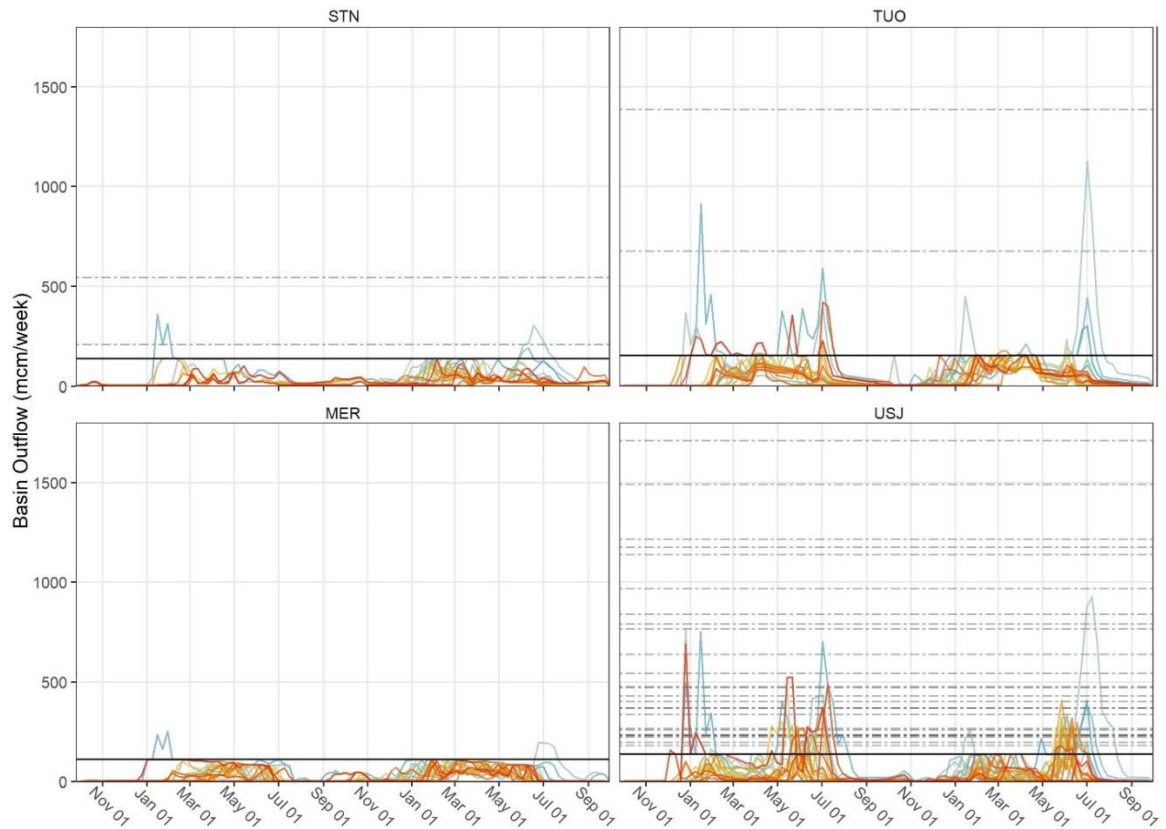 STN
TUO
Basin Outflow (mcm/week)
1500
1000
500
0
MER
USJ
1500
1000
500
0
Nov 01 Jan 01 Mar 01 May 01 Jul 01 Sep 01 Nov 01 Jan 01 Mar 01 May 01 Jul 01 Sep 01
Nov 01 Jan 01 Mar 01 May 01 Jul 01 Sep 01 Nov 01 Jan 01 Mar 01 May 01 Jul 01 Sep 01